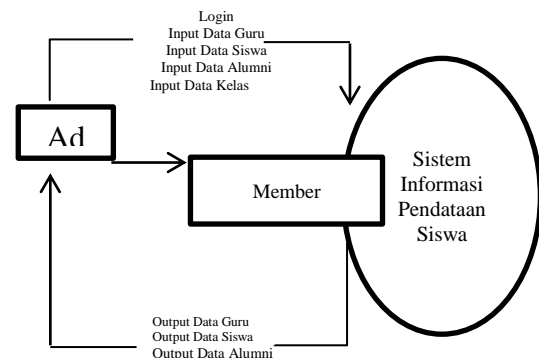 Login
Input Data Guru
Input Data Siswa
Input Data Alumni
Input Data Kelas
Ad
Member
Sistem
Informasi
Pendataan
Siswa
Output Data Guru
Output Data Siswa
Output Data Alumni